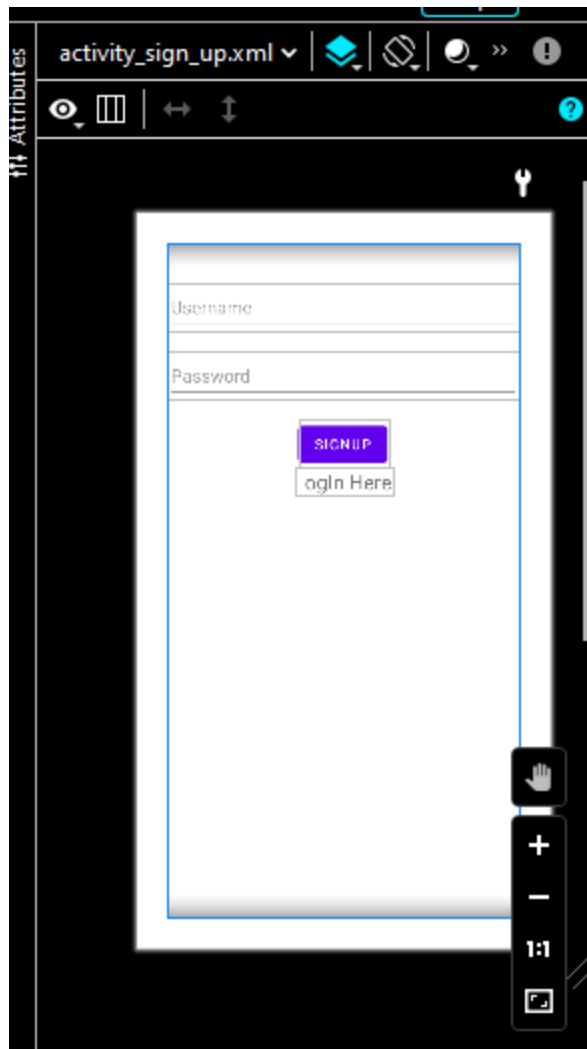 activity_sign_up.xml
Attributes
Username
Password
SIGNUP
ogIn Here
1:1